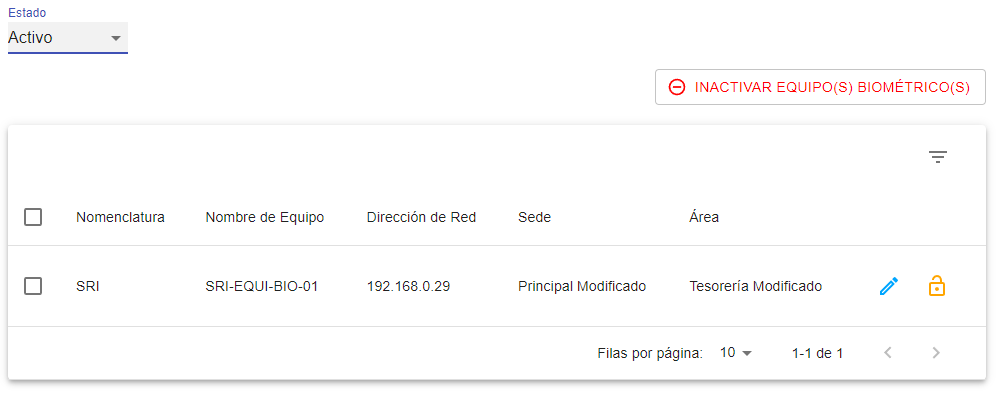 Estado
Activo
INACTIVAR EQUIPO(S) BIOMÉTRICO(S)
Nomenclatura Nombre de Equipo Dirección de Red Sede Área
SRI SRI-EQUI-BIO-01 192.168.0.29 Principal Modificado Tesorería Modificado
Filas por página: 10 1-1 de 1